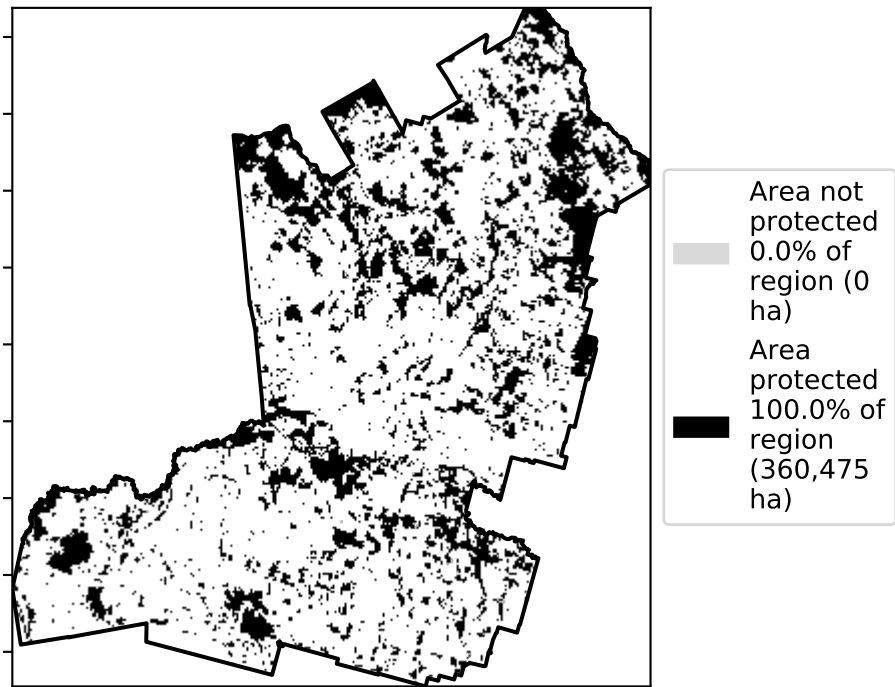 Area not
protected
0.0% of
region (0
ha)
Area
protected
100.0% of
region
(360,475
ha)